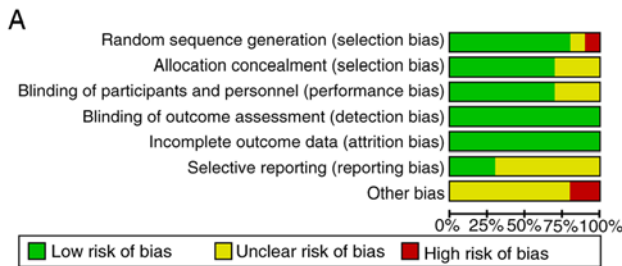 A
Random sequence generation (selection bias)
Allocation concealment (selection bias)
Blinding of participants and personnel (performance bias)
Blinding of outcome assessment (detection bias)
Incomplete outcome data (attrition bias)
Selective reporting (reporting bias)
Other bias
0% 25% 50% 75% 100%
Low risk of bias Unclear risk of bias High risk of bias